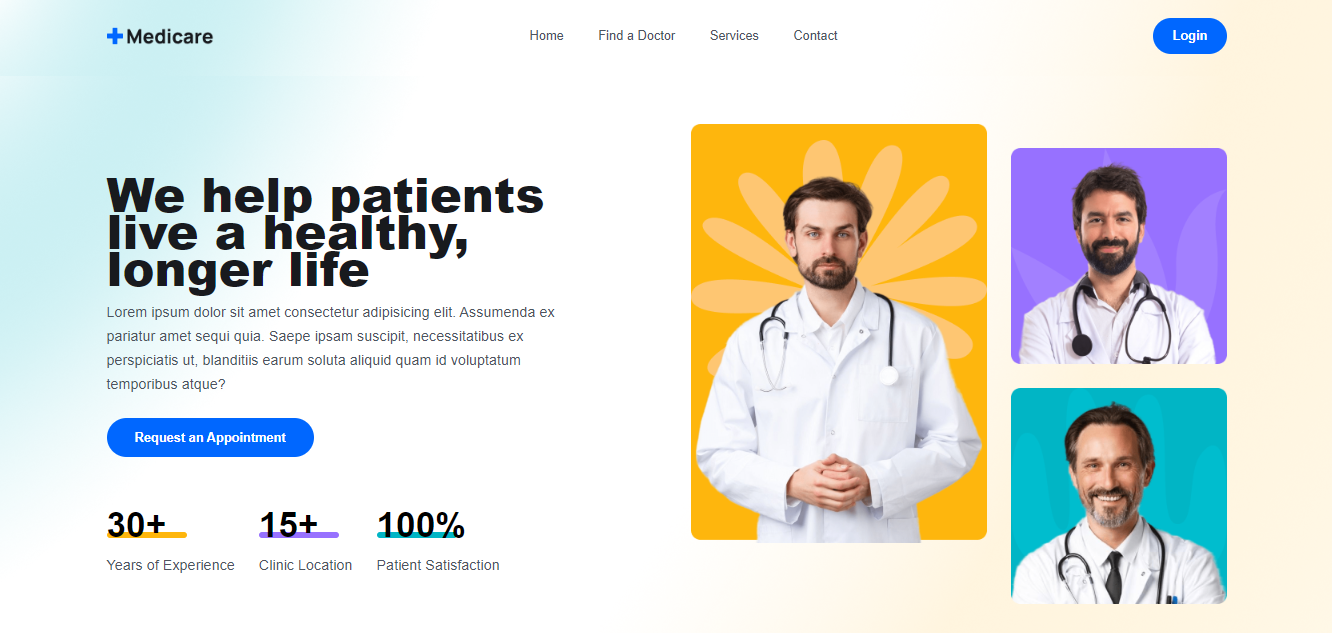 Medicare
Home
Find a Doctor
Services
Contact
Login
We help patients
live a healthy,
longer life
Lorem ipsum dolor sit amet consectetur adipisicing elit. Assumenda ex
pariatur amet sequi quia. Saepe ipsam suscipit, necessitatibus ex
perspiciatis ut, blanditiis earum soluta aliquid quam id voluptatum
temporibus atque?
Request an Appointment
30+
15+
100%
Years of Experience
Clinic Location
Patient Satisfaction